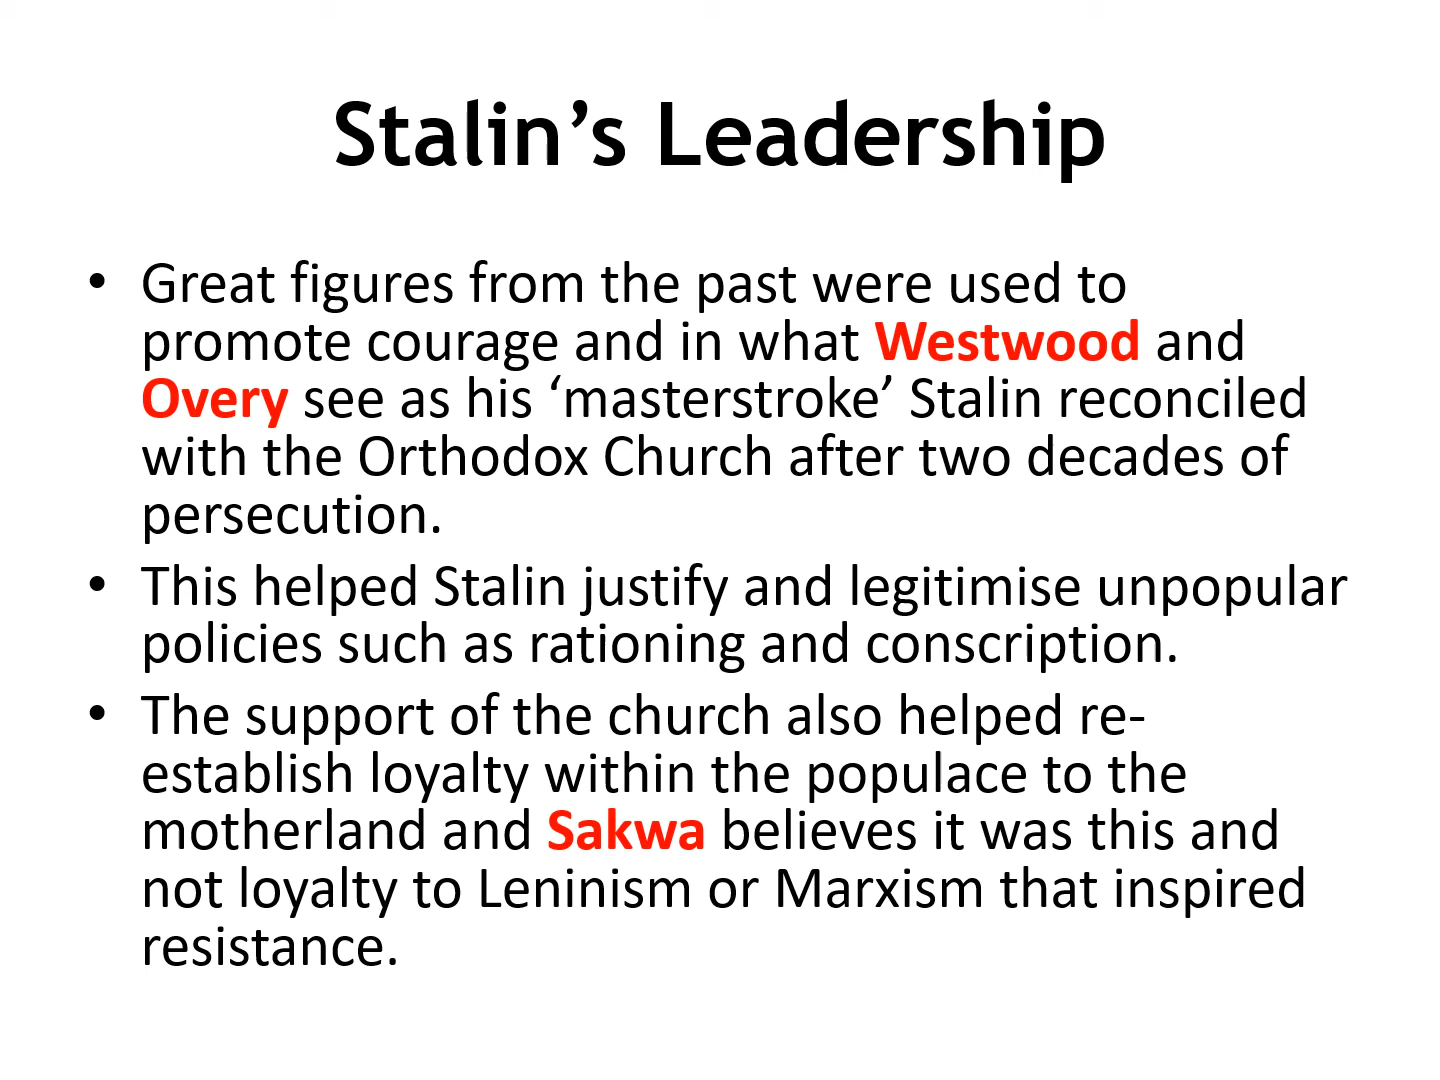 Stalin’s Leadership
• Great figures from the past were used to
promote courage and in what Westwood and
Overy see as his ‘masterstroke’ Stalin reconciled
with the Orthodox Church after two decades of
persecution.
• This helped Stalin justify and legitimise unpopular
policies such as rationing and conscription.
• The support of the church also helped re-
establish loyalty within the populace to the
motherland and Sakwa believes it was this and
not loyalty to Leninism or Marxism that inspired
resistance.